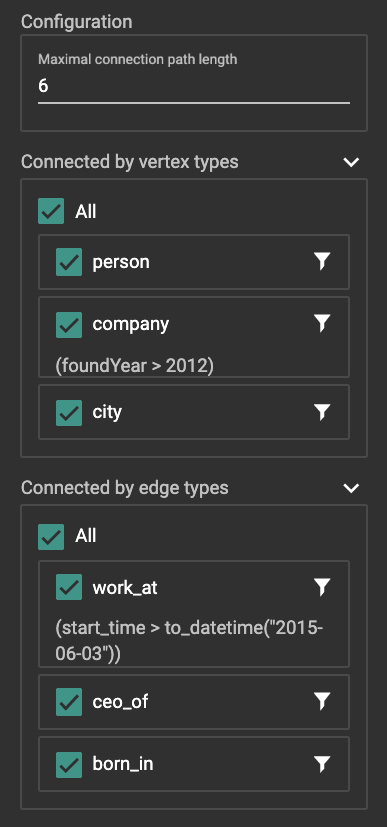 Configuration
Maximal connection path length
6
Connected by vertex types
All
person
company
(foundYear > 2012)
city
Connected by edge types
All
work_at
(start_time > to_datetime("2015-
06-03"))
ceo_of
born_in